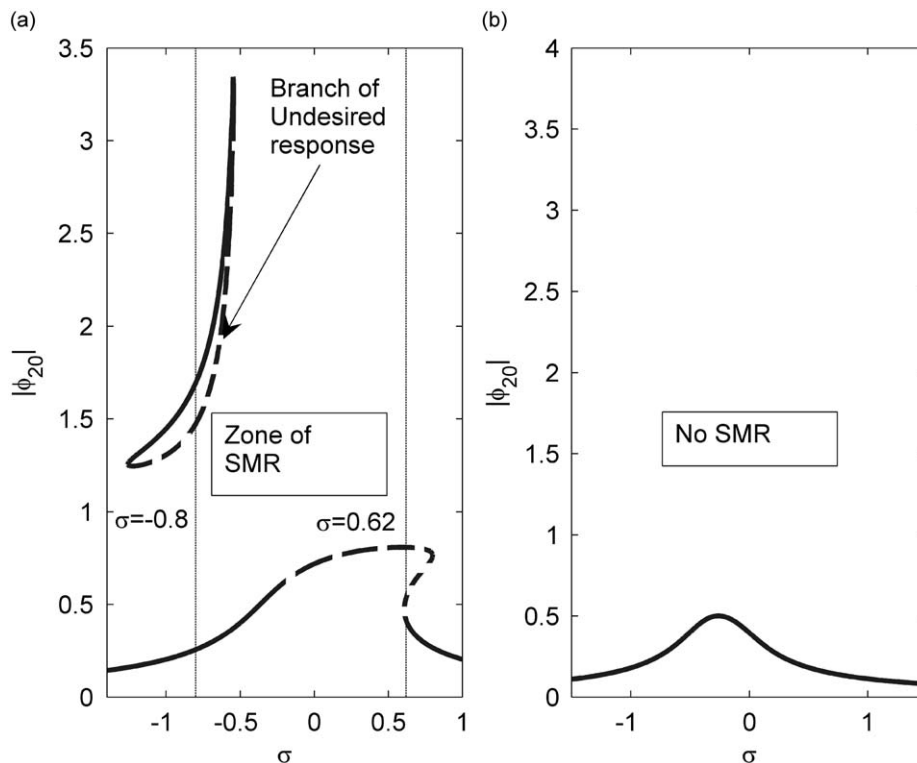 (a)
3.5
3
2.5
2
1.5
1
0.5
0
|ϕ20|
Branch of
Undesired
response
Zone of
SMR
σ=-0.8
σ=0.62
-1
-0.5
0
0.5
1
σ
(b)
4
3.5
3
2.5
2
1.5
1
0.5
0
|ϕ20|
No SMR
-1
0
1
σ